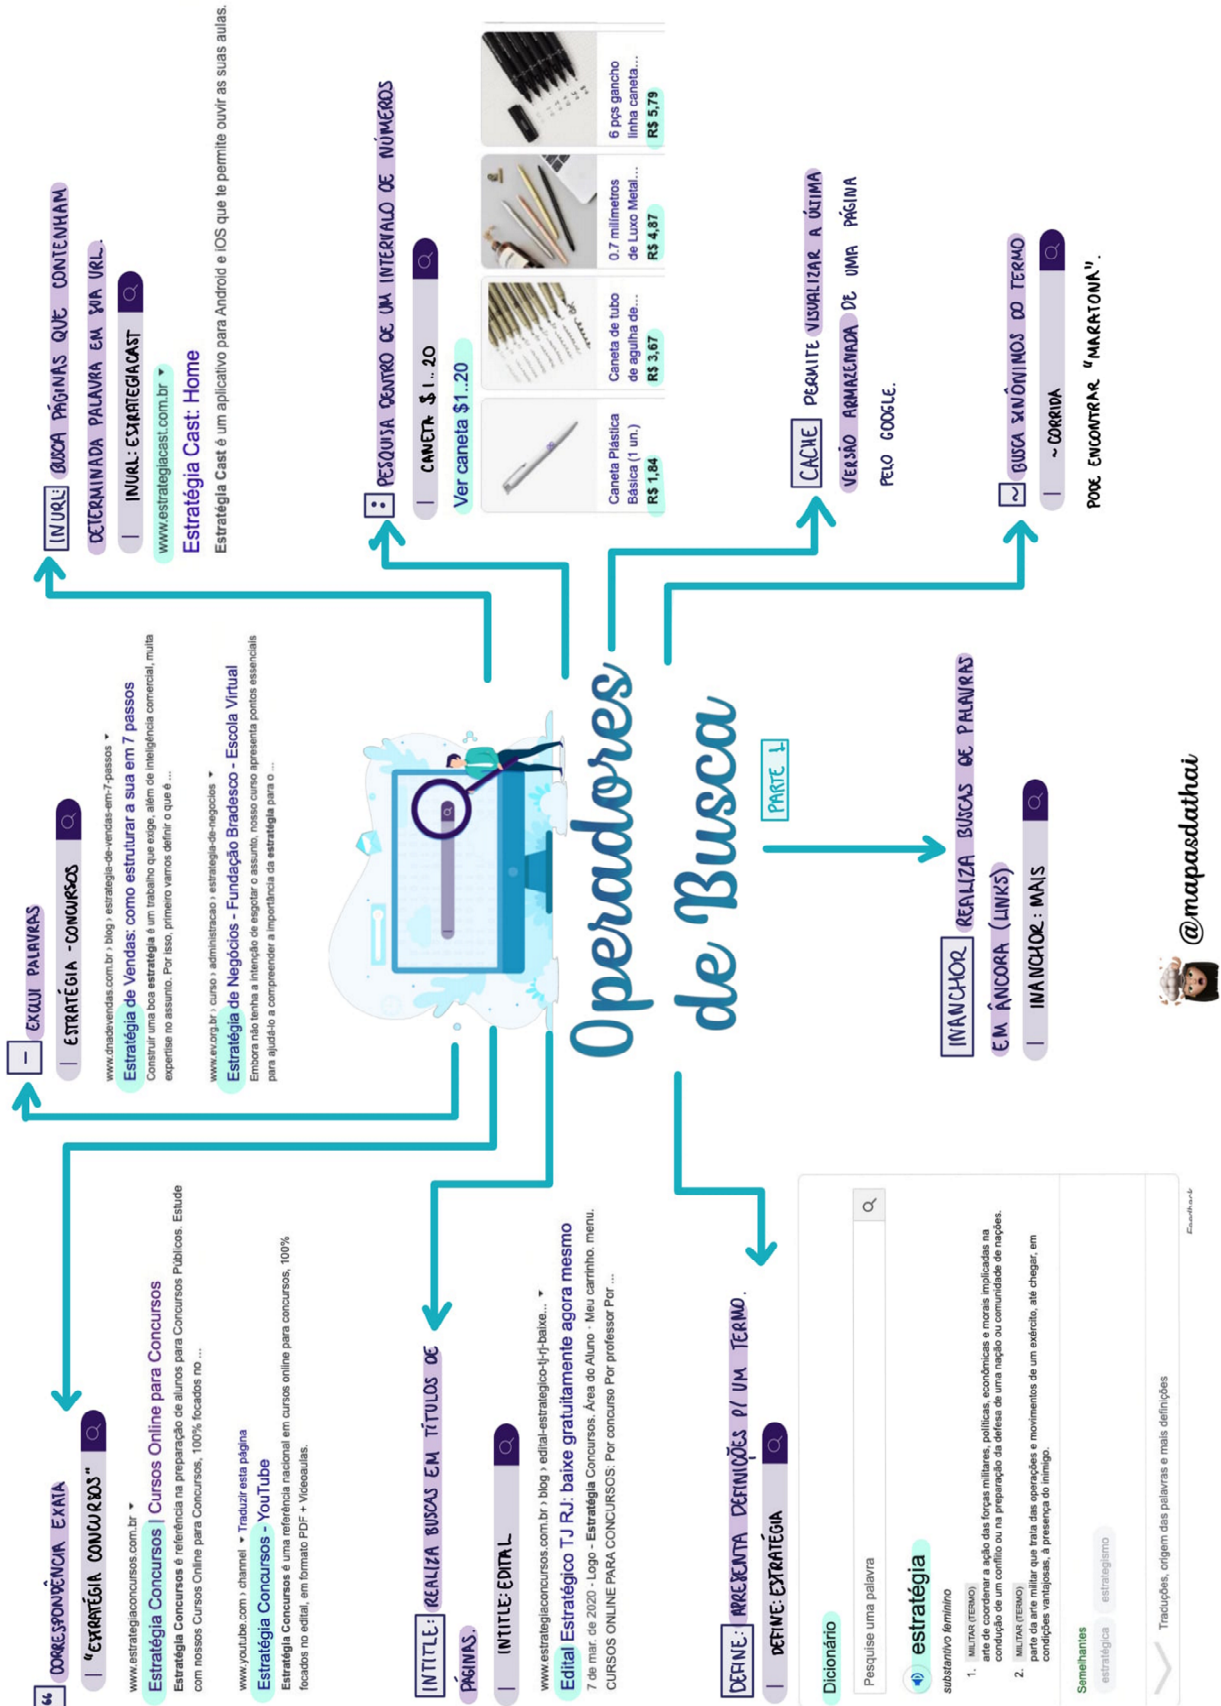 Operadores
de Busca
PARTE 1
“ CORRESPONDÊNCIA EXATA
"ESTRATÉGIA CONCURSOS"
www.estrategiaconcursos.com.br
Estratégia Concursos | Cursos Online para Concursos
Estratégia Concursos é referência na preparação de alunos para Concursos Públicos. Estude
com nossos Cursos Online para Concursos, 100% focados no ...
www.youtube.com › channel Traduzir esta página
Estratégia Concursos - YouTube
Estratégia Concursos é uma referência nacional em cursos online para concursos, 100%
focados no edital, em formato PDF + Videoaulas.
— EXCLUI PALAVRAS
ESTRATÉGIA -CONCURSOS
www.dnadevendas.com.br › blog › estrategia-de-vendas-em-7-passos
Estratégia de Vendas: como estruturar a sua em 7 passos
Construir uma boa estratégia é um trabalho que exige, além de inteligência comercial, muita
expertise no assunto. Por isso, primeiro vamos definir o que é ...
www.ev.org.br › curso › administracao › estrategia-de-negocios
Estratégia de Negócios - Fundação Bradesco - Escola Virtual
Embora não tenha a intenção de esgotar o assunto, nosso curso apresenta pontos essenciais
para ajudá-lo a compreender a importância da estratégia para o ...
INURL: BUSCA PÁGINAS QUE CONTENHAM
DETERMINADA PALAVRA EM SUA URL.
INURL: ESTRATEGIACAST
www.estrategiacast.com.br
Estratégia Cast: Home
Estratégia Cast é um aplicativo para Android e iOS que te permite ouvir as suas aulas.
INTITLE: REALIZA BUSCAS EM TÍTULOS DE
PÁGINAS.
INTITLE: EDITAL
www.estrategiaconcursos.com.br › blog › edital-estrategico-tj-rj-baixe...
Edital Estratégico TJ RJ: baixe gratuitamente agora mesmo
7 de mar. de 2020 - Logo - Estratégia Concursos. Área do Aluno · Meu carrinho. menu.
CURSOS ONLINE PARA CONCURSOS: Por concurso Por professor Por ...
: PESQUISA DENTRO DE UM INTERVALO DE NÚMEROS
CANETA $1..20
Ver caneta $1..20
Caneta Plástica
Básica (1 un.)
R$ 1,84
Caneta de tubo
de agulha de...
R$ 3,67
0.7 milímetros
de Luxo Metal...
R$ 4,87
6 pçs gancho
linha caneta...
R$ 5,79
DEFINE: APRESENTA DEFINIÇÕES P/ UM TERMO.
DEFINE: ESTRATÉGIA
Dicionário
Pesquise uma palavra
estratégia
substantivo feminino
1. MILITAR (TERMO)
arte de coordenar a ação das forças militares, políticas, econômicas e morais implicadas na
condução de um conflito ou na preparação da defesa de uma nação ou comunidade de nações.
2. MILITAR (TERMO)
parte da arte militar que trata das operações e movimentos de um exército, até chegar, em
condições vantajosas, à presença do inimigo.
Semelhantes
estratégica estrategismo
Traduções, origem das palavras e mais definições
Feedback
INANCHOR REALIZA BUSCAS DE PALAVRAS
EM ÂNCORA (LINKS)
INANCHOR: MAIS
CACHE PERMITE VISUALIZAR A ÚLTIMA
VERSÃO ARMAZENADA DE UMA PÁGINA
PELO GOOGLE.
~ BUSCA SINÔNIMOS DO TERMO
~CORRIDA
PODE ENCONTRAR "MARATONA".
@mapasdathai